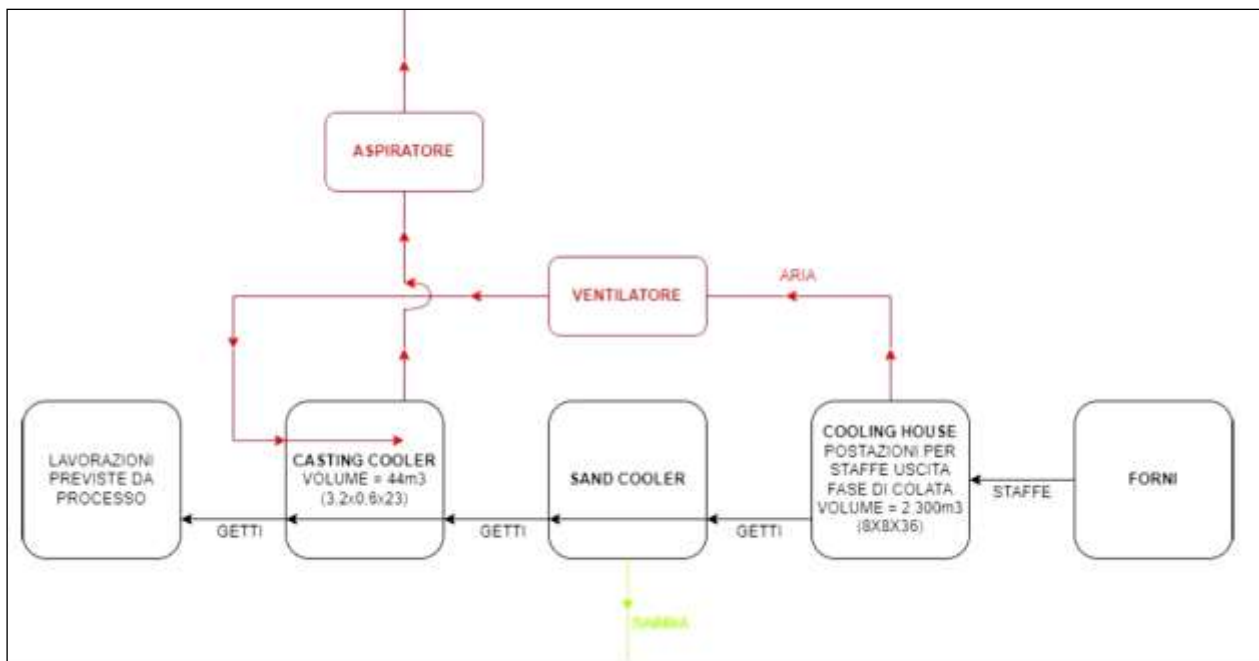 ASPIRATORE
VENTILATORE
ARIA
LAVORAZIONI
PREVISTE DA
PROCESSO
GETTI
CASTING COOLER
VOLUME = 44m3
(3.2x0.6x23)
GETTI
SAND COOLER
GETTI
COOLING HOUSE
POSTAZIONI PER
STAFFE USCITA
FASE DI COLATA
VOLUME = 2.300m3
(8X8X36)
STAFFE
FORNI
SABBIA